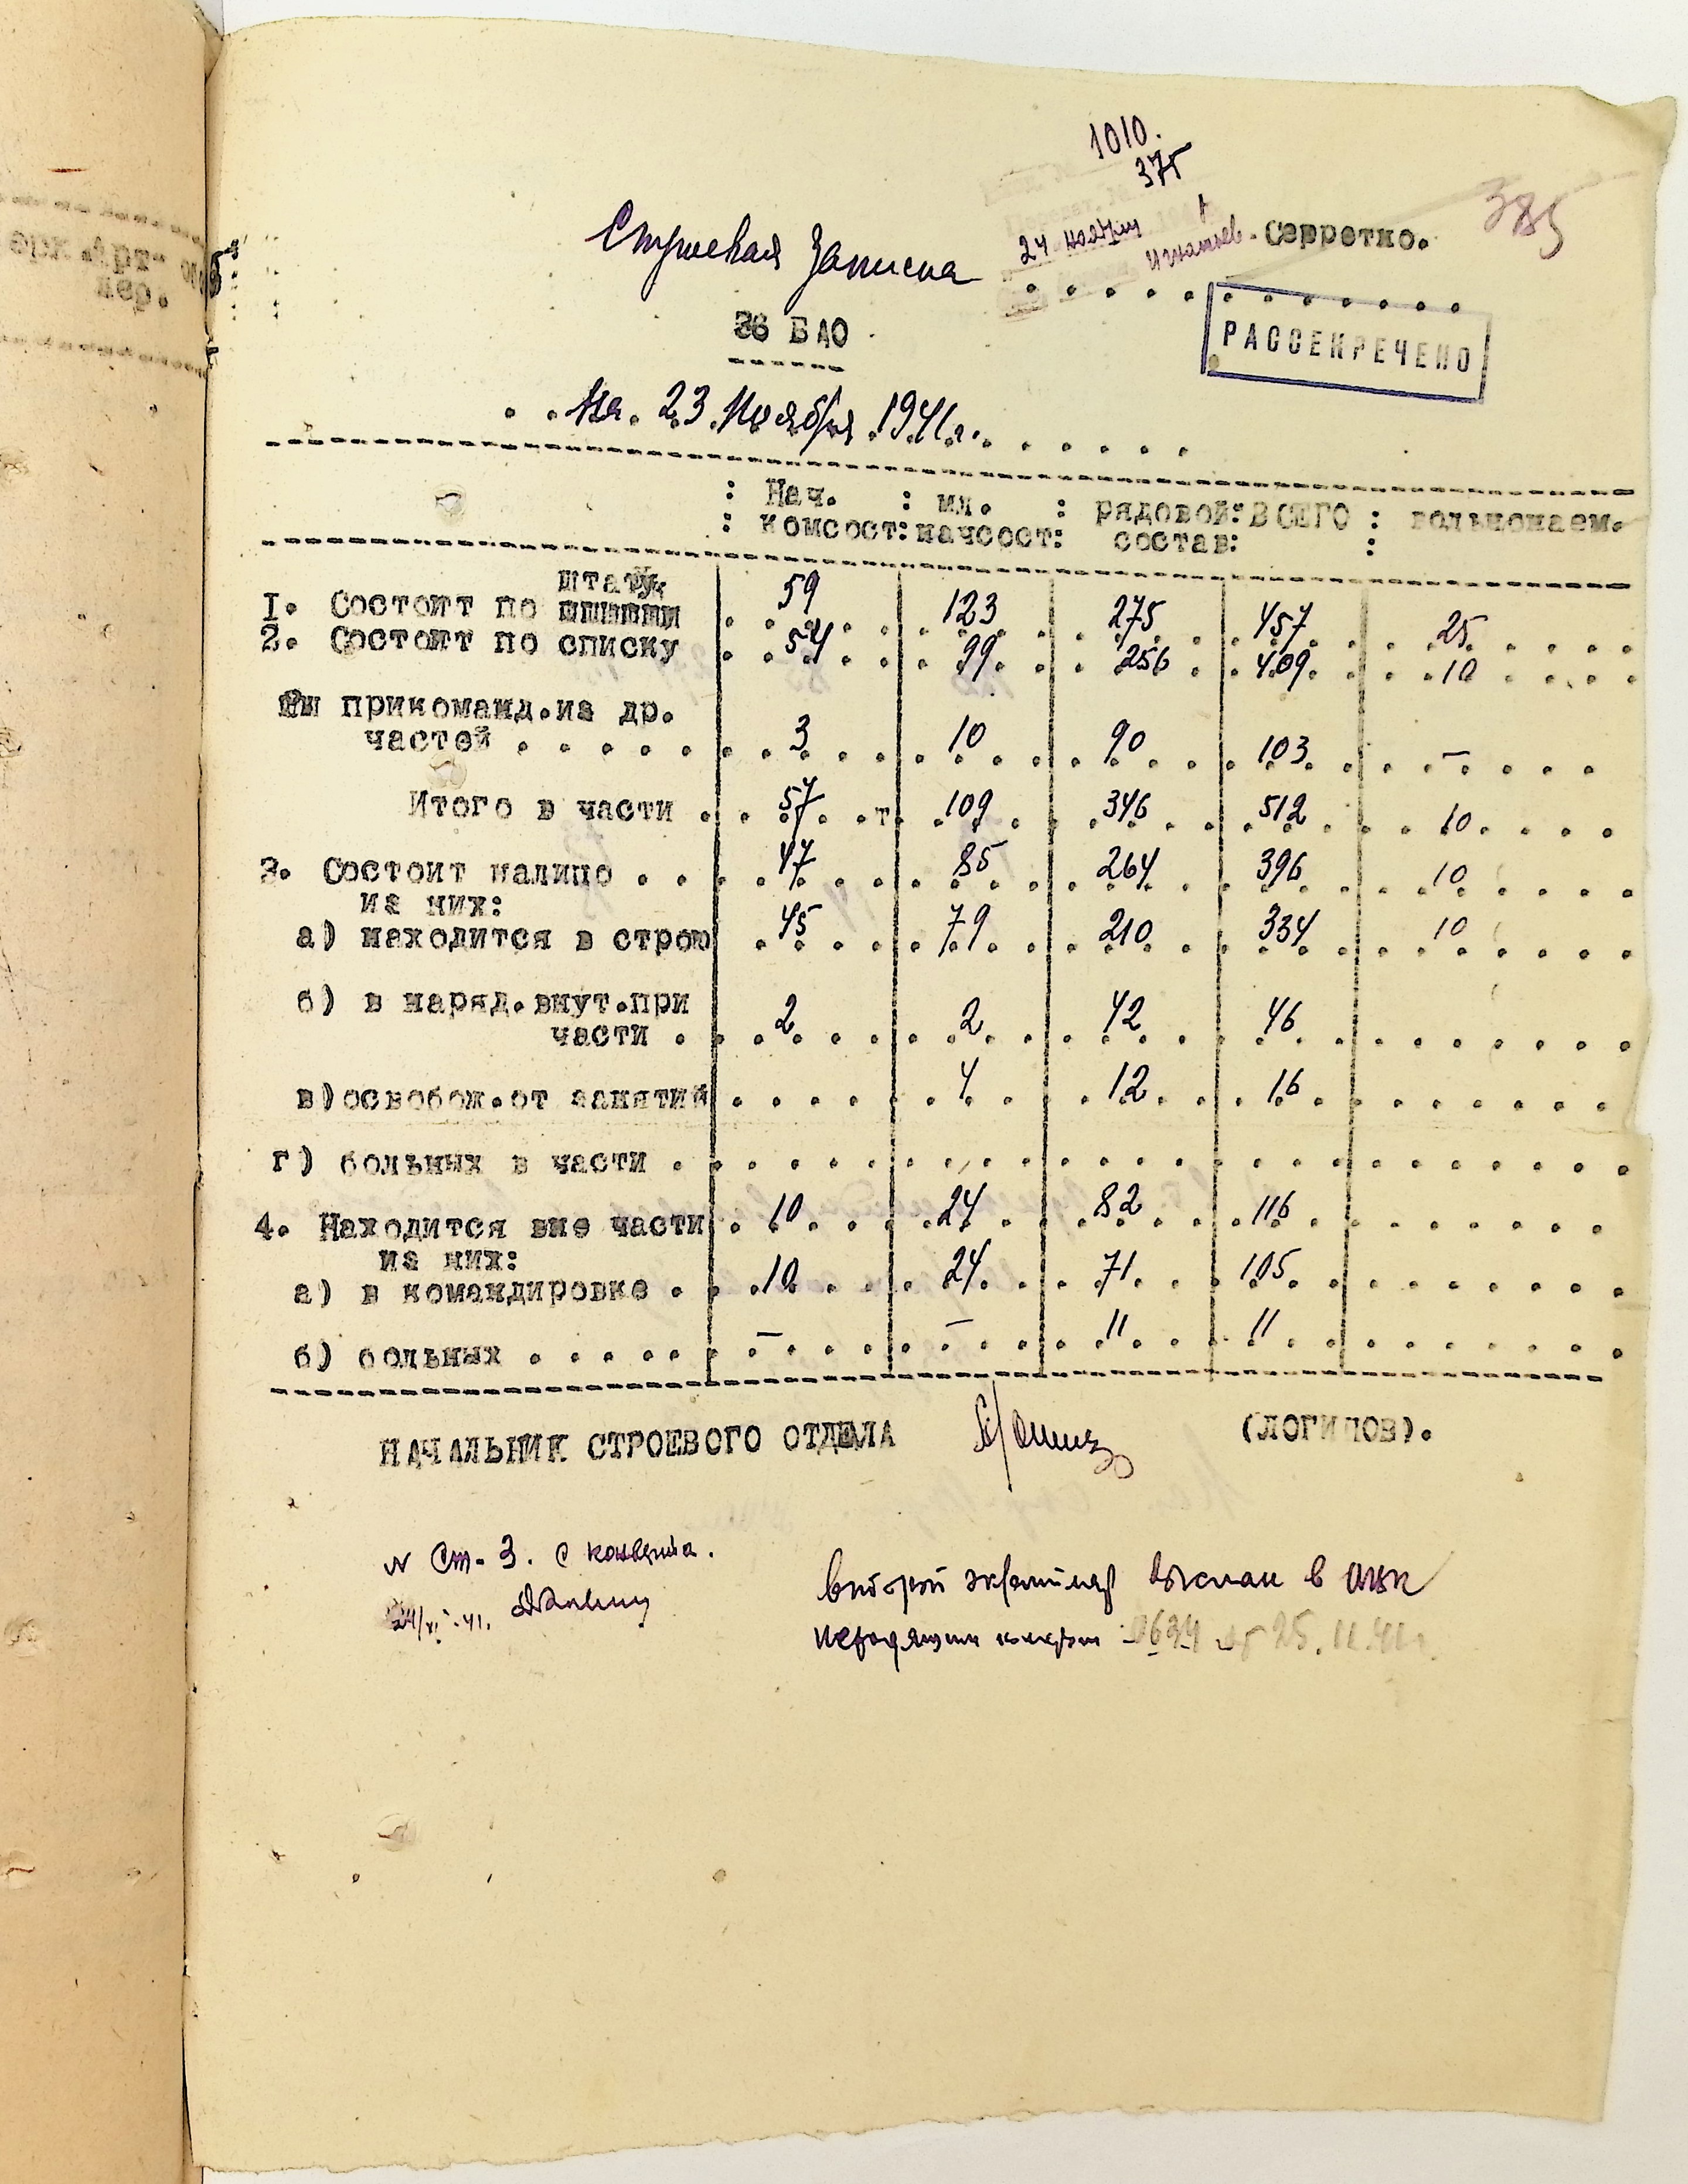 1010.
375
385
24 ноября
Секретно.
Строевая Записка
РАССЕКРЕЧЕНО
36 БАО
на 23 Ноября 1941г.
: Нач. : мл. : рядовой: ВСЕГО : вольнонаем.
: комсост: начсост: состав: :
штату
1. Состоит по 59 123 275 457 25
2. Состоит по списку 54 99 256 409 10
прикоманд.из др.
частей . . . . . 3 10 90 103 —
Итого в части . 57 109 346 512 10
3. Состоит налицо . . 47 85 264 396 10
из них:
а) находится в строю 45 79 210 334 10
б) в наряд.внут.при
части . 2 2 42 46
в)освобож.от занятий 4 12 16
г) больных в части .
4. Находится вне части 10 24 82 116
из них:
а) в командировке . 10 24 71 105
б) больных . . . . . — — 11 11
НАЧАЛЬНИК СТРОЕВОГО ОТДЕЛА (ЛОГИНОВ).
Ст. 3. с
24/XI-41.
второй экземпляр выслан в
0634 от 25.11.41г.